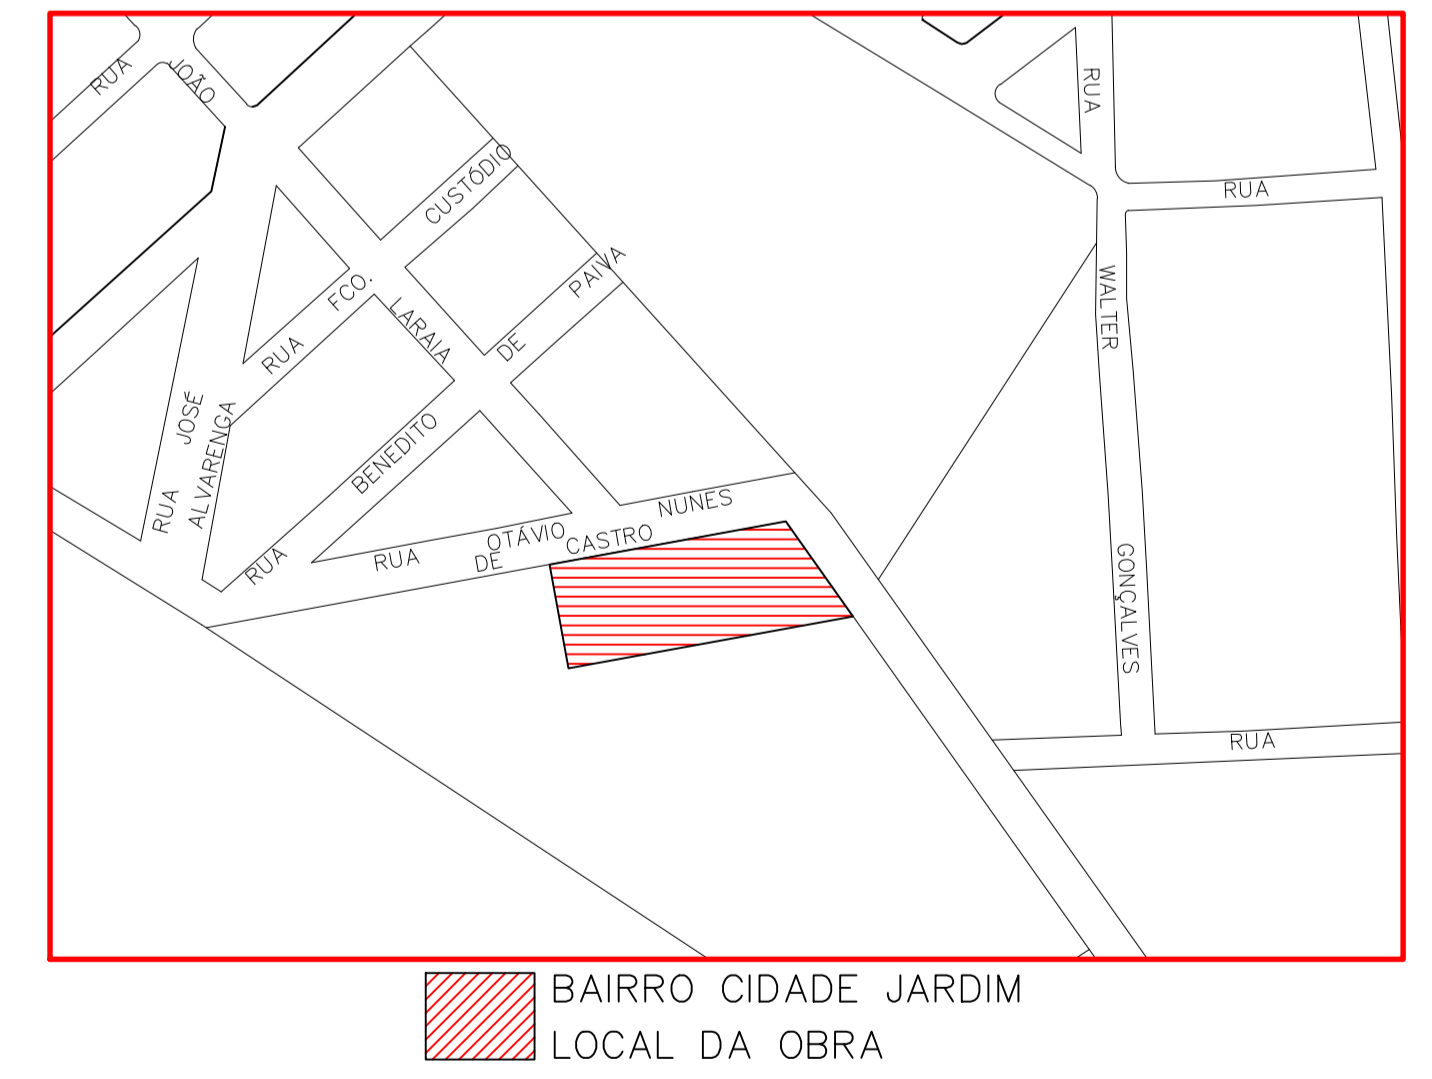 RUA
JOÃO
RUA
RUA
CUSTÓDIO
WALTER
PAIVA
FCO.
LARAIA
DE
RUA
JOSÉ
ALVARENGA
RUA
BENEDITO
RUA
NUNES
OTÁVIO
CASTRO
DE
RUA
GONÇALVES
RUA
BAIRRO CIDADE JARDIM
LOCAL DA OBRA